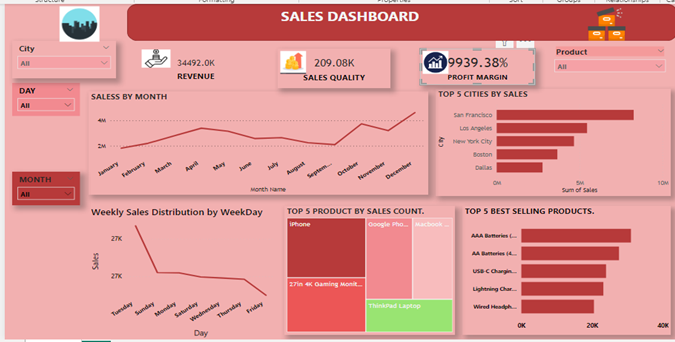 Structure
Formatting
Properties
Sort
Groups
Relationships
SALES DASHBOARD
City
All
34492.0K
REVENUE
209.08K
SALES QUALITY
9939.38%
PROFIT MARGIN
Product
All
DAY
All
MONTH
All
SALESS BY MONTH
4M
2M
January
February
March
April
May
June
July
August
Septem...
October
November
December
Month Name
TOP 5 CITIES BY SALES
City
San Francisco
Los Angeles
New York City
Boston
Dallas
0M
5M
10M
Sum of Sales
Weekly Sales Distribution by WeekDay
Sales
27K
27K
Tuesday
Sunday
Monday
Saturday
Wednesday
Thursday
Friday
Day
TOP 5 PRODUCT BY SALES COUNT.
iPhone
Google Pho...
Macbook ...
27in 4K Gaming Monit...
ThinkPad Laptop
TOP 5 BEST SELLING PRODUCTS.
AAA Batteries (...
AA Batteries (4...
USB-C Chargin...
Lightning Char...
Wired Headph...
0K
20K
40K